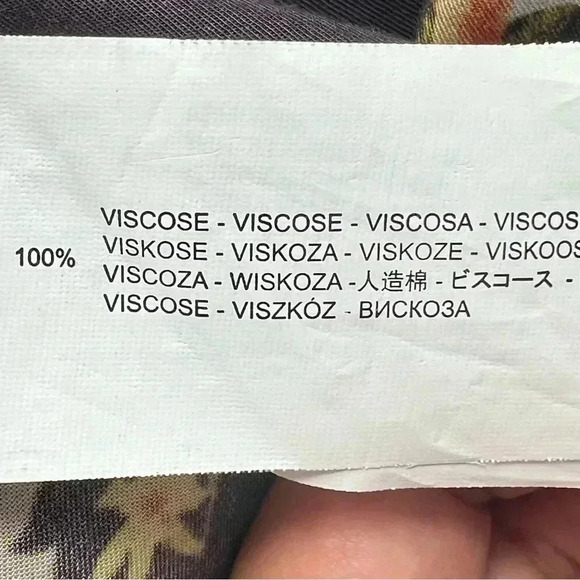 VISCOSE - VISCOSE - VISCOSA - VISCOS
100% VISKOSE - VISKOZA - VISKOZE - VISKOOS
VISCOZA - WISKOZA -人造棉 - ビスコース -
VISCOSE - VISZKÓZ - ВИСКОЗА